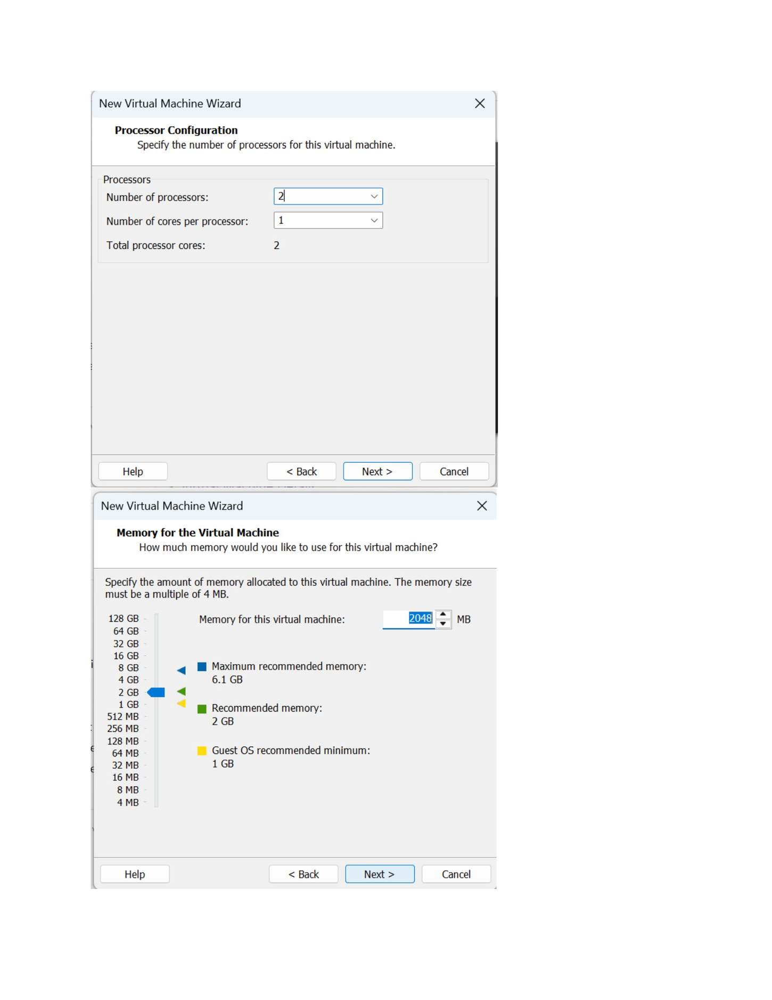 New Virtual Machine Wizard
Processor Configuration
Specify the number of processors for this virtual machine.
Processors
Number of processors: 2
Number of cores per processor: 1
Total processor cores: 2
Help < Back Next > Cancel
New Virtual Machine Wizard
Memory for the Virtual Machine
How much memory would you like to use for this virtual machine?
Specify the amount of memory allocated to this virtual machine. The memory size
must be a multiple of 4 MB.
Memory for this virtual machine: 2048 MB
128 GB
64 GB
32 GB
16 GB
8 GB
4 GB
2 GB
1 GB
512 MB
256 MB
128 MB
64 MB
32 MB
16 MB
8 MB
4 MB
Maximum recommended memory:
6.1 GB
Recommended memory:
2 GB
Guest OS recommended minimum:
1 GB
Help < Back Next > Cancel